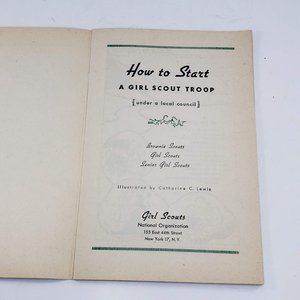 How to Start
A GIRL SCOUT TROOP
{under a local council}
Brownie Scouts
Girl Scouts
Senior Girl Scouts
Illustrated by Catharine C. Lewis
Girl Scouts
National Organization
155 East 44th Street
New York 17, N.Y.